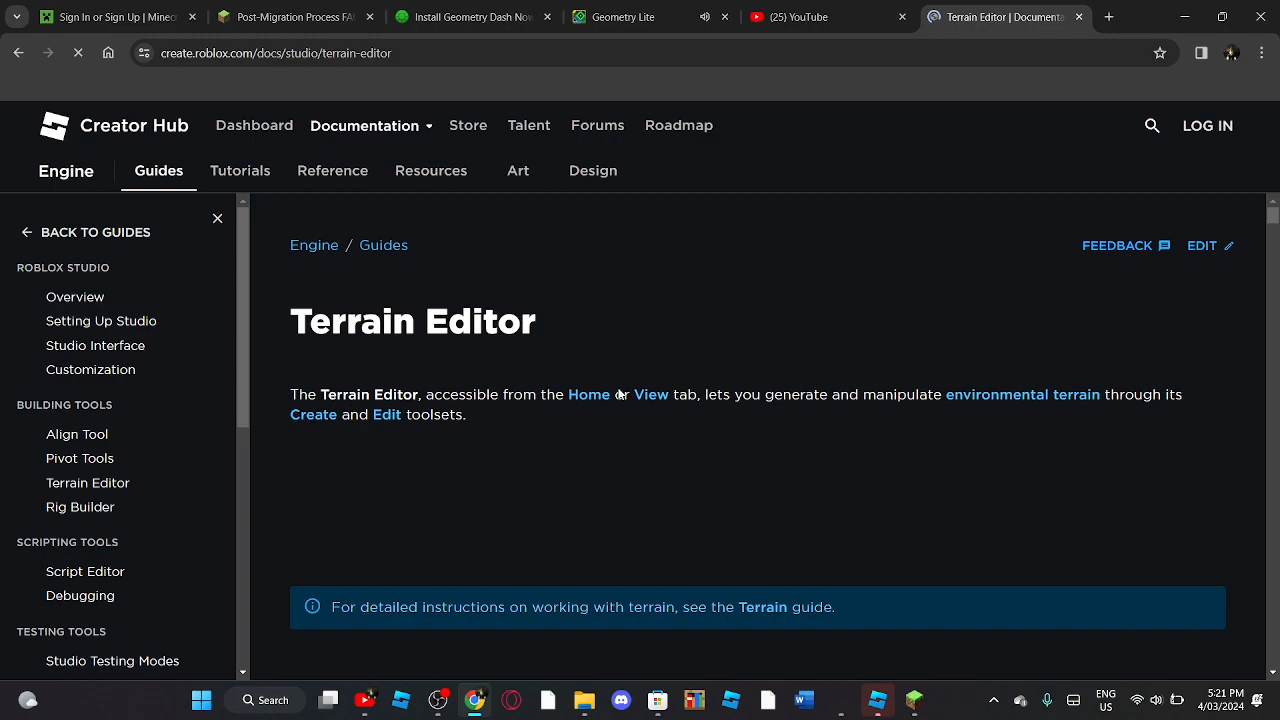 Sign In or Sign Up | Minec
Post-Migration Process FA
Install Geometry Dash Now
Geometry Lite
(25) YouTube
Terrain Editor | Documenta
create.roblox.com/docs/studio/terrain-editor
Creator Hub
Dashboard
Documentation
Store
Talent
Forums
Roadmap
LOG IN
Engine
Guides
Tutorials
Reference
Resources
Art
Design
BACK TO GUIDES
ROBLOX STUDIO
Overview
Setting Up Studio
Studio Interface
Customization
BUILDING TOOLS
Align Tool
Pivot Tools
Terrain Editor
Rig Builder
SCRIPTING TOOLS
Script Editor
Debugging
TESTING TOOLS
Studio Testing Modes
Engine / Guides
FEEDBACK
EDIT
Terrain Editor
The Terrain Editor, accessible from the Home or View tab, lets you generate and manipulate environmental terrain through its
Create and Edit toolsets.
For detailed instructions on working with terrain, see the Terrain guide.
Search
ENG
US
5:21 PM
4/03/2024